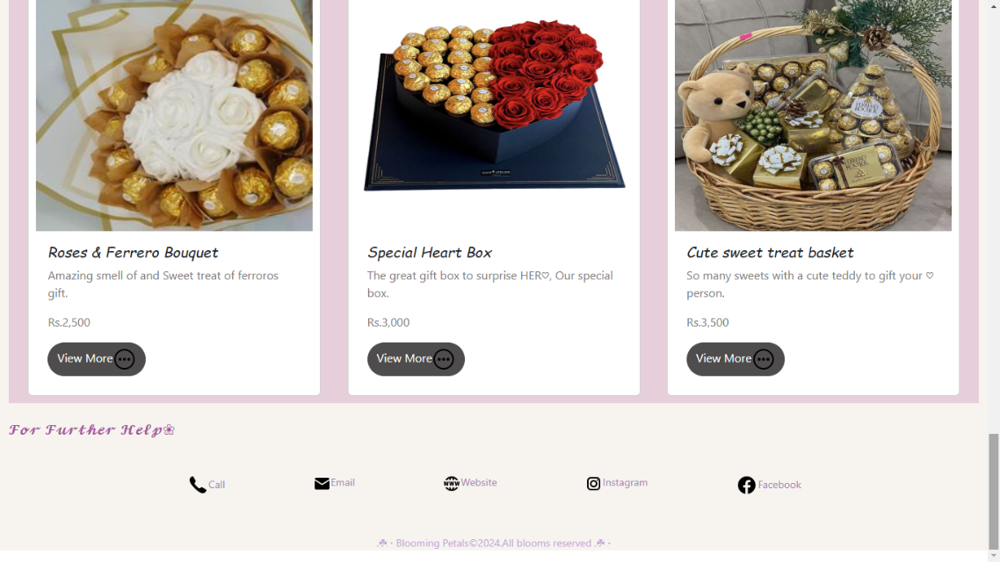 Roses & Ferrero Bouquet
Amazing smell of and Sweet treat of ferroros
gift.
Rs.2,500
View More
Special Heart Box
The great gift box to surprise HER♡, Our special
box.
Rs.3,000
View More
FERRERO
ROCHER
Cute sweet treat basket
So many sweets with a cute teddy to gift your ♡
person.
Rs.3,500
View More
For Further Help❀
Call
Email
www Website
Instagram
Facebook
.☘︎ ݁˖ Blooming Petals©2024.All blooms reserved .☘︎ ݁˖